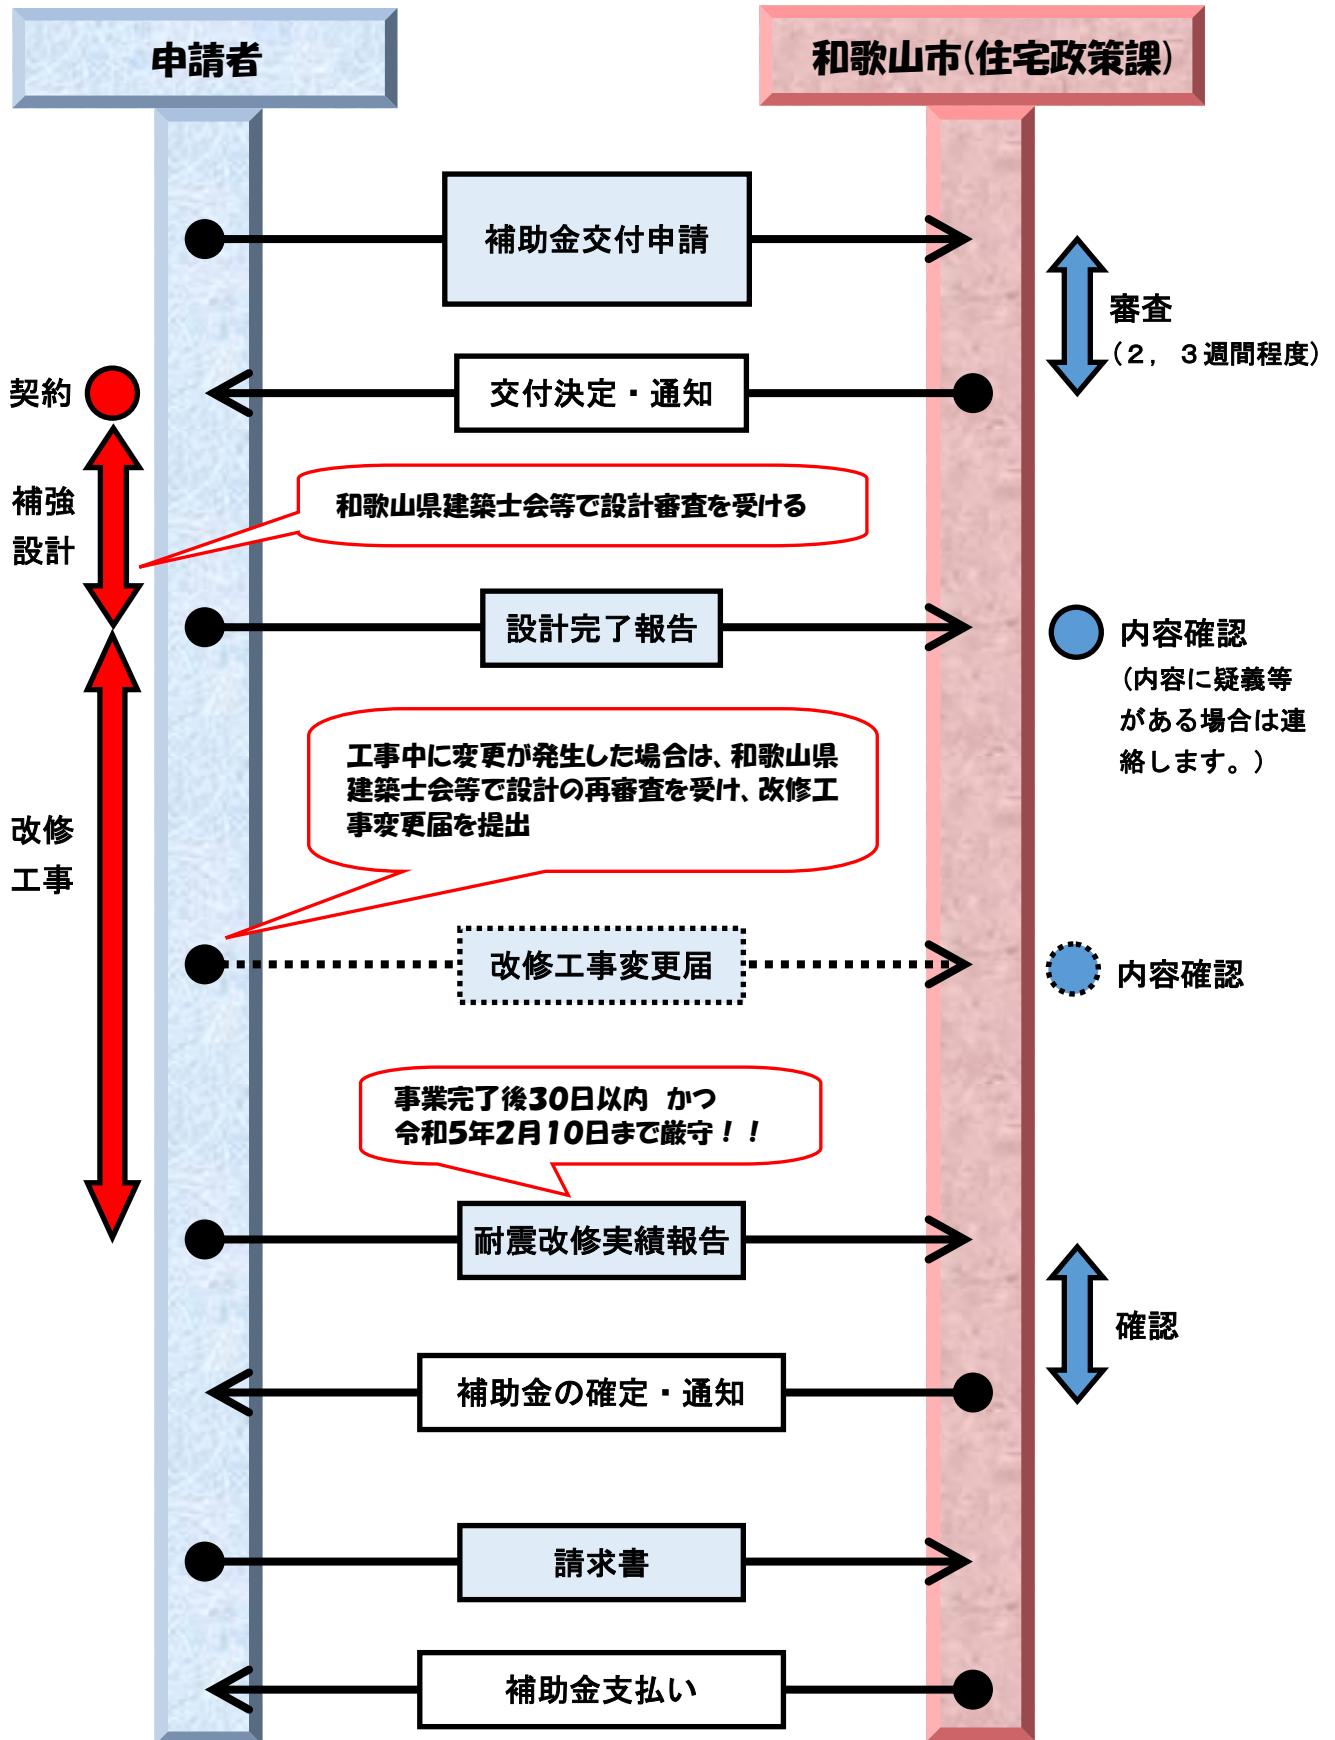 申請者
和歌山市(住宅政策課)
補助金交付申請
審査
(２，３週間程度)
契約
交付決定・通知
補強
設計
和歌山県建築士会等で設計審査を受ける
設計完了報告
内容確認
(内容に疑義等
がある場合は連
絡します。)
工事中に変更が発生した場合は、和歌山県
建築士会等で設計の再審査を受け、改修工
事変更届を提出
改修
工事
改修工事変更届
内容確認
事業完了後30日以内　かつ
令和5年2月10日まで厳守！！
耐震改修実績報告
確認
補助金の確定・通知
請求書
補助金支払い